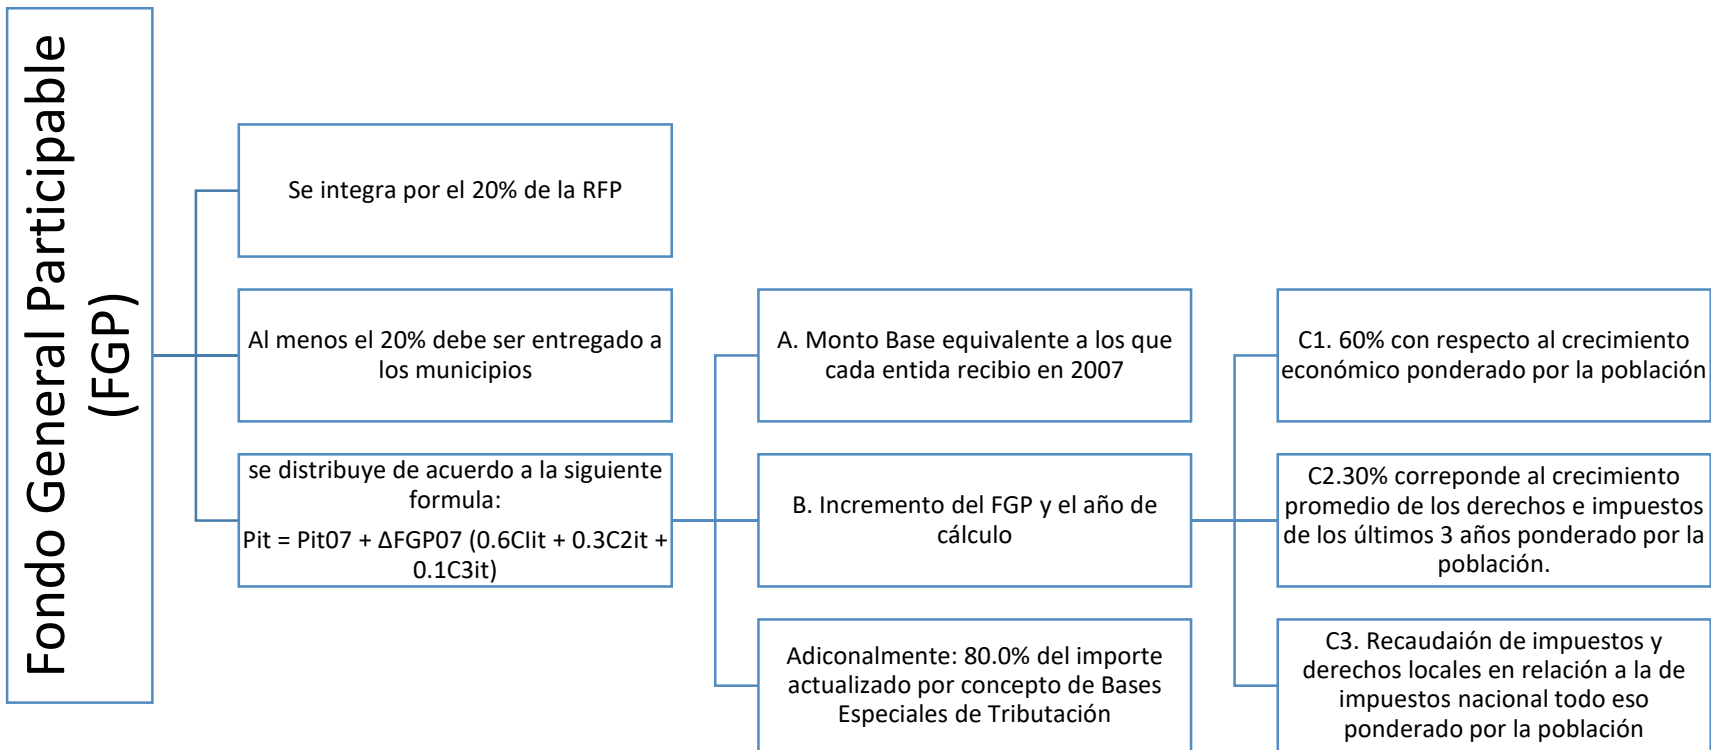 Fondo General Participable
(FGP)
Se integra por el 20% de la RFP
Al menos el 20% debe ser entregado a
los municipios
se distribuye de acuerdo a la siguiente
formula:
Pit = Pit07 + ΔFGP07 (0.6CIit + 0.3C2it +
0.1C3it)
A. Monto Base equivalente a los que
cada entida recibio en 2007
B. Incremento del FGP y el año de
cálculo
Adiconalmente: 80.0% del importe
actualizado por concepto de Bases
Especiales de Tributación
C1. 60% con respecto al crecimiento
económico ponderado por la población
C2.30% correponde al crecimiento
promedio de los derechos e impuestos
de los últimos 3 años ponderado por la
población.
C3. Recaudaión de impuestos y
derechos locales en relación a la de
impuestos nacional todo eso
ponderado por la población